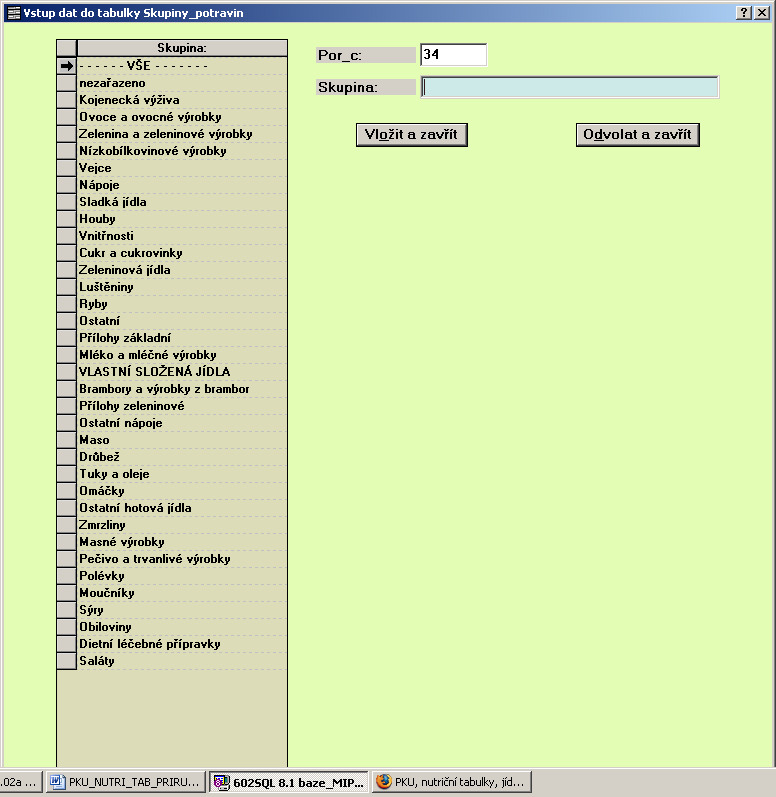 Vstup dat do tabulky Skupiny_potravin
Skupina:
- - - - - - VŠE - - - - - - -
nezařazeno
Kojenecká výživa
Ovoce a ovocné výrobky
Zelenina a zeleninové výrobky
Nízkobílkovinové výrobky
Vejce
Nápoje
Sladká jídla
Houby
Vnitřnosti
Cukr a cukrovinky
Zeleninová jídla
Luštěniny
Ryby
Ostatní
Přílohy základní
Mléko a mléčné výrobky
VLASTNÍ SLOŽENÁ JÍDLA
Brambory a výrobky z brambor
Přílohy zeleninové
Ostatní nápoje
Maso
Drůbež
Tuky a oleje
Omáčky
Ostatní hotová jídla
Zmrzliny
Masné výrobky
Pečivo a trvanlivé výrobky
Polévky
Moučníky
Sýry
Obiloviny
Dietní léčebné přípravky
Saláty
Por_c: 34
Skupina:
Vložit a zavřít Odvolat a zavřít
.02a ... PKU_NUTRI_TAB_PRIRU... 602SQL 8.1 baze_MIP... PKU, nutriční tabulky, jíd...